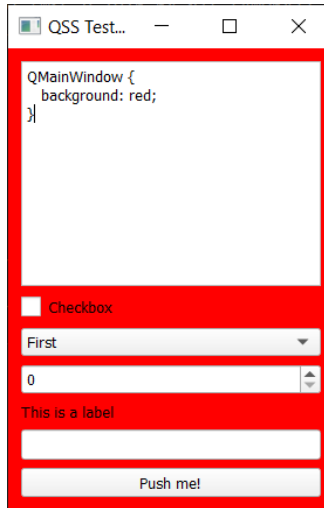 QSS Test...
QMainWindow {
background: red;
}
Checkbox
First
0
This is a label
Push me!